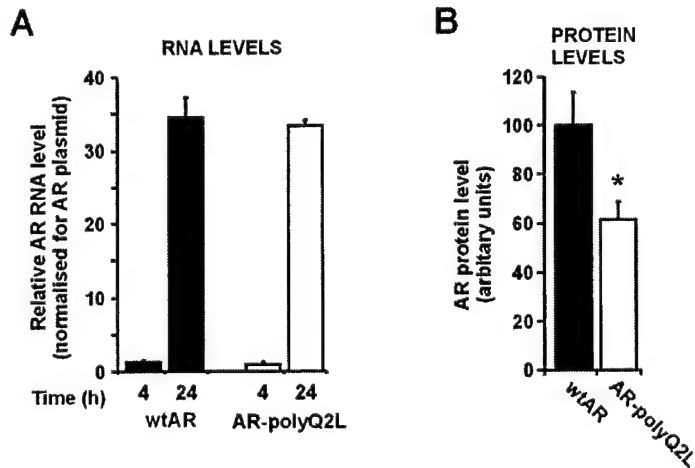 A
RNA LEVELS
Relative AR RNA level
(normalised for AR plasmid)
40
30
20
10
0
Time (h) 4 24 4 24
wtAR AR-polyQ2L
B
PROTEIN
LEVELS
AR protein level
(arbitary units)
120
100
80
60
40
20
0
*
wtAR
AR-polyQ2L